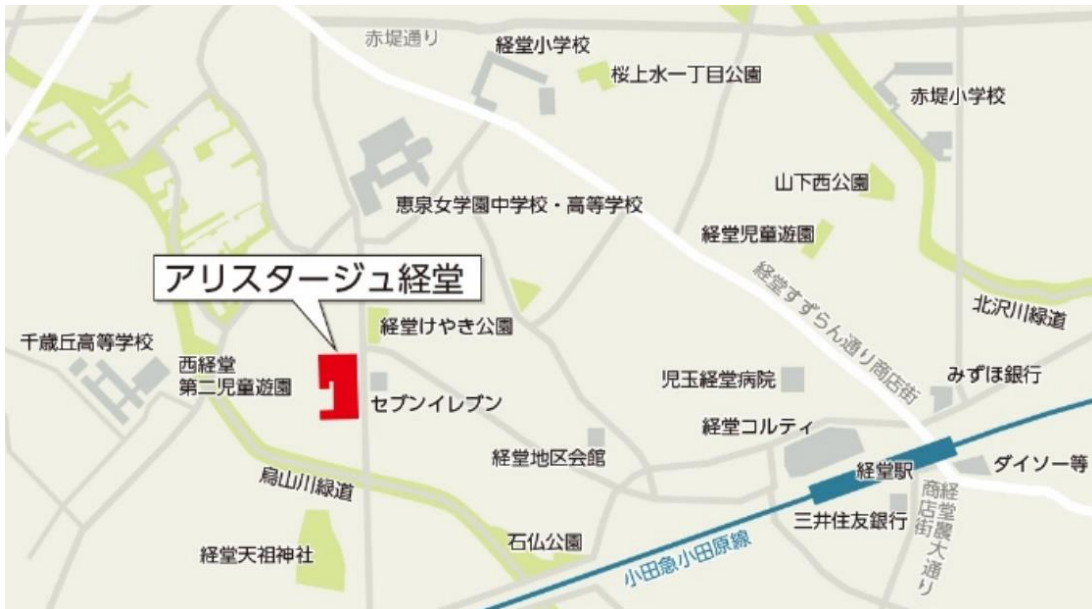 赤堤通り
経堂小学校
桜上水一丁目公園
赤堤小学校
山下西公園
恵泉女学園中学校・高等学校
経堂児童遊園
アリスタージュ経堂
経堂すずらん通り商店街
北沢川緑道
経堂けやき公園
千歳丘高等学校
西経堂
第二児童遊園
セブンイレブン
児玉経堂病院
みずほ銀行
経堂コルティ
経堂地区会館
経堂駅
ダイソー等
烏山川緑道
三井住友銀行
経堂農大通り
商店街
石仏公園
経堂天祖神社
小田急小田原線